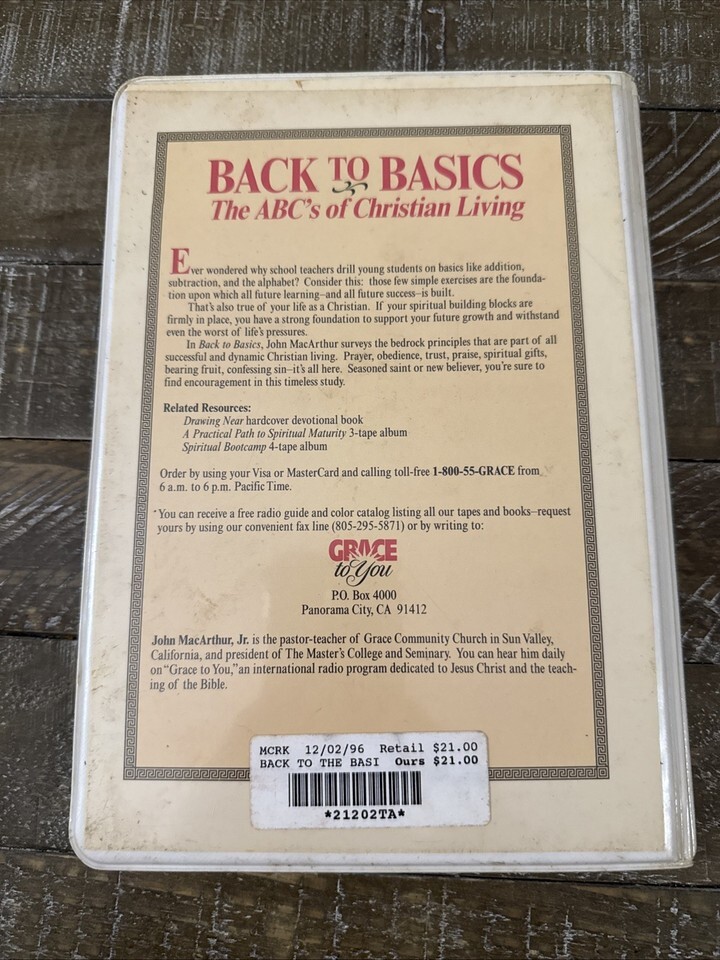 BACK TO BASICS
The ABC's of Christian Living
Ever wondered why school teachers drill young students on basics like addition,
subtraction, and the alphabet? Consider this: those few simple exercises are the founda-
tion upon which all future learning—and all future success—is built.
That's also true of your life as a Christian. If your spiritual building blocks are
firmly in place, you have a strong foundation to support your future growth and withstand
even the worst of life's pressures.
In Back to Basics, John MacArthur surveys the bedrock principles that are part of all
successful and dynamic Christian living. Prayer, obedience, trust, praise, spiritual gifts,
bearing fruit, confessing sin—it's all here. Seasoned saint or new believer, you're sure to
find encouragement in this timeless study.
Related Resources:
Drawing Near hardcover devotional book
A Practical Path to Spiritual Maturity 3-tape album
Spiritual Bootcamp 4-tape album
Order by using your Visa or MasterCard and calling toll-free 1-800-55-GRACE from
6 a.m. to 6 p.m. Pacific Time.
You can receive a free radio guide and color catalog listing all our tapes and books—request
yours by using our convenient fax line (805-295-5871) or by writing to:
GRACE
to You
P.O. Box 4000
Panorama City, CA 91412
John MacArthur, Jr. is the pastor-teacher of Grace Community Church in Sun Valley,
California, and president of The Master's College and Seminary. You can hear him daily
on "Grace to You," an international radio program dedicated to Jesus Christ and the teach-
ing of the Bible.
MCRK 12/02/96 Retail $21.00
BACK TO THE BASI Ours $21.00
*21202TA*